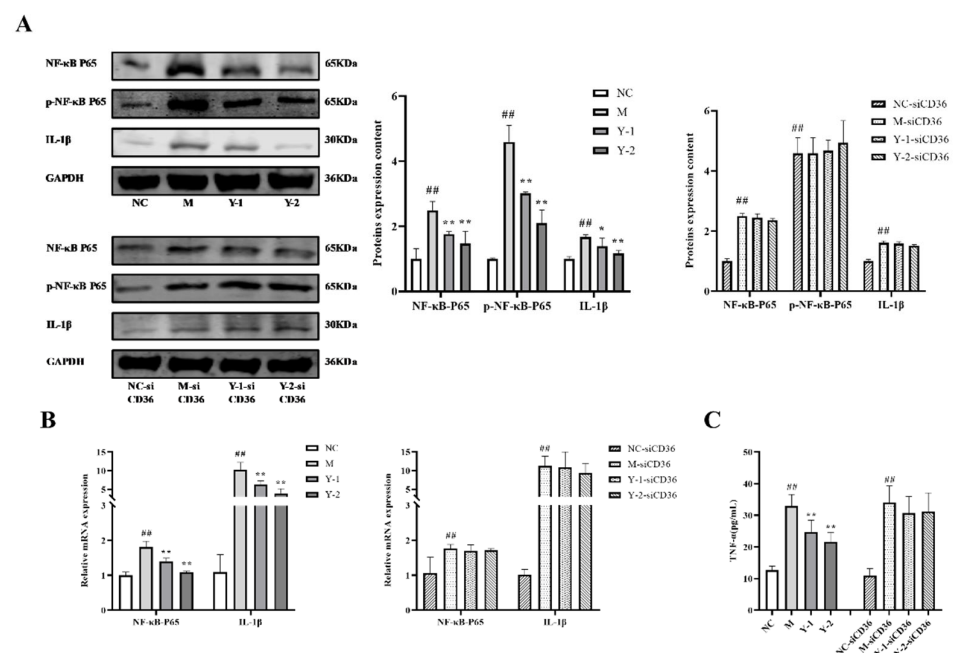 A
NF-κB P65 65KDa
p-NF-κB P65 65KDa
IL-1β 30KDa
GAPDH 36KDa
NC M Y-1 Y-2
NF-κB P65 65KDa
p-NF-κB P65 65KDa
IL-1β 30KDa
GAPDH 36KDa
NC-si M-si Y-1-si Y-2-si
CD36 CD36 CD36 CD36
Proteins expression content
6
4
2
0
## ** **
## ** **
## * **
NF-κB-P65 p-NF-κB-P65 IL-1β
NC
M
Y-1
Y-2
Proteins expression content
6
4
2
0
## ## ##
NF-κB-P65 p-NF-κB-P65 IL-1β
NC-siCD36
M-siCD36
Y-1-siCD36
Y-2-siCD36
B
Relative mRNA expression
15
10
5
3
2
1
0
## ** **
## ** **
NF-κB-P65 IL-1β
NC
M
Y-1
Y-2
Relative mRNA expression
15
10
5
3
2
1
0
## ##
NF-κB-P65 IL-1β
NC-siCD36
M-siCD36
Y-1-siCD36
Y-2-siCD36
C
TNF-α(pg/mL)
50
40
30
20
10
0
## ** ** ##
NC M Y-1 Y-2 NC-siCD36 M-siCD36 Y-1-siCD36 Y-2-siCD36